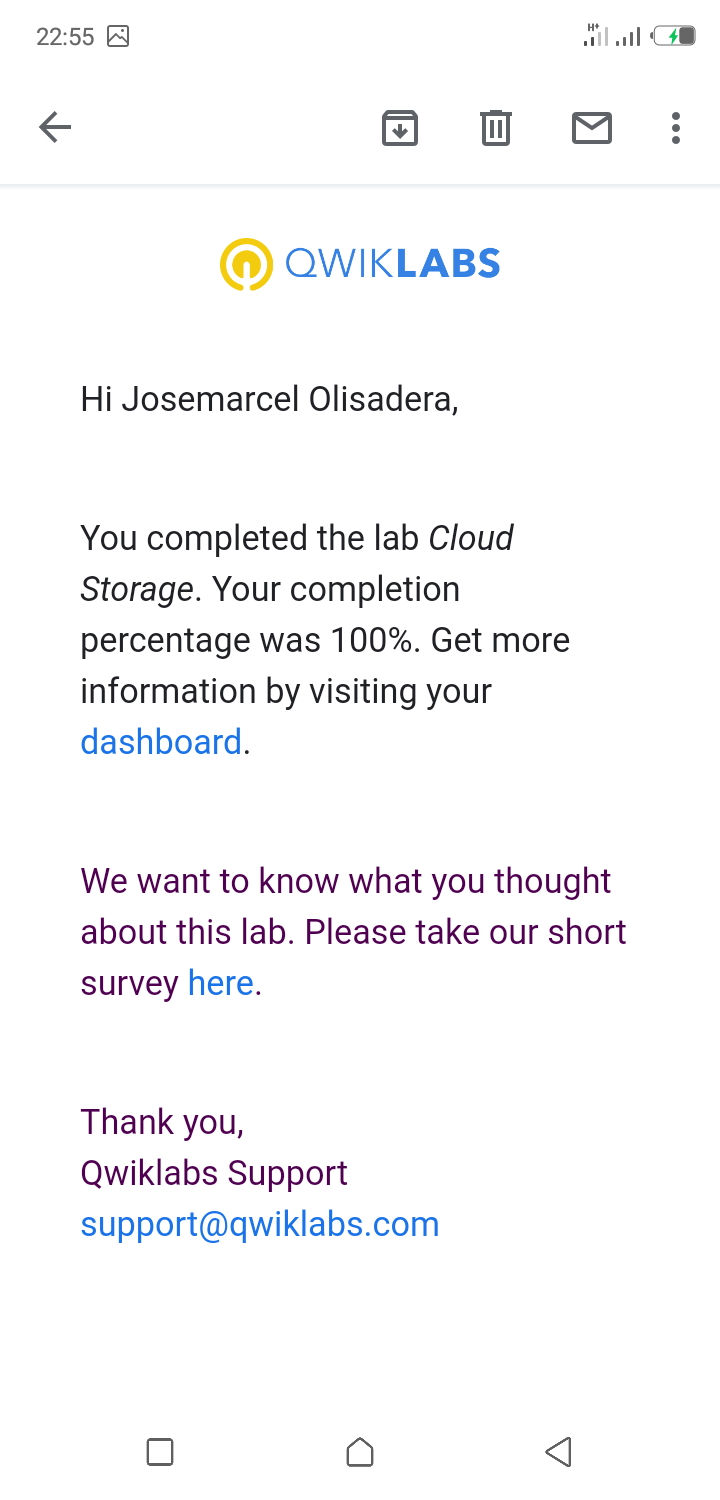 22:55
H+
QWIKLABS
Hi Josemarcel Olisadera,
You completed the lab Cloud
Storage. Your completion
percentage was 100%. Get more
information by visiting your
dashboard.
We want to know what you thought
about this lab. Please take our short
survey here.
Thank you,
Qwiklabs Support
support@qwiklabs.com